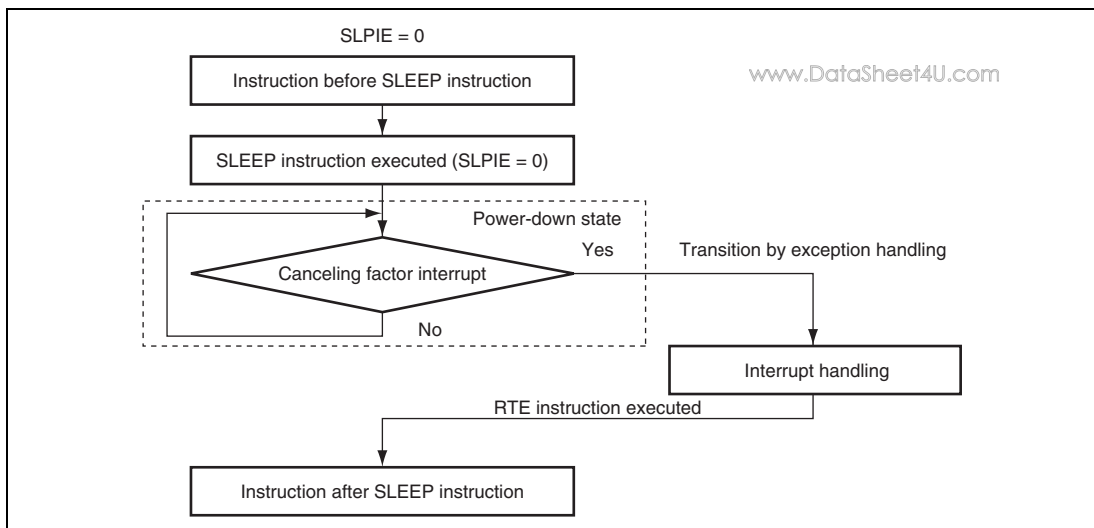 SLPIE = 0
Instruction before SLEEP instruction
www.DataSheet4U.com
SLEEP instruction executed (SLPIE = 0)
Power-down state
Yes
Transition by exception handling
Canceling factor interrupt
No
Interrupt handling
RTE instruction executed
Instruction after SLEEP instruction